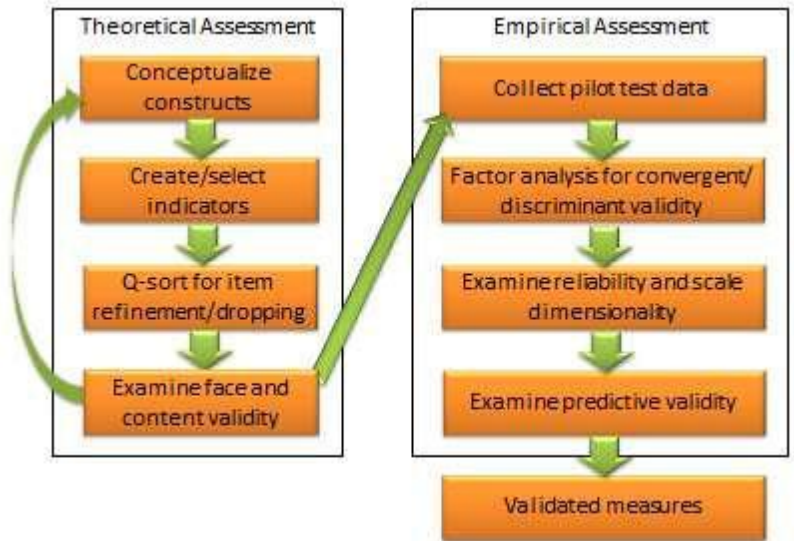 Theoretical Assessment
Conceptualize
constructs
Create/select
indicators
Q-sort for item
refinement/dropping
Examine face and
content validity
Empirical Assessment
Collect pilot test data
Factor analysis for convergent/
discriminant validity
Examine reliability and scale
dimensionality
Examine predictive validity
Validated measures